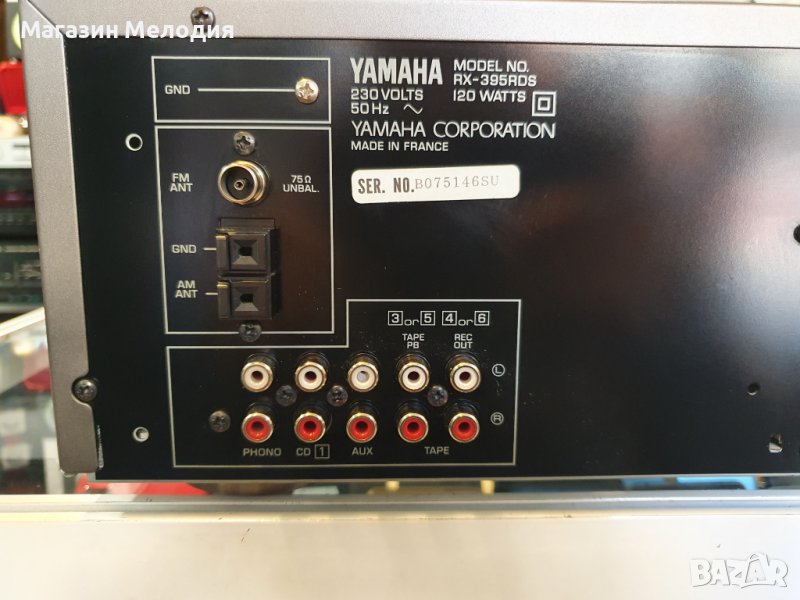 Магазин Мелодия
GND
YAMAHA
MODEL NO.
RX-395RDS
230 VOLTS
120 WATTS
50 Hz ~
YAMAHA CORPORATION
MADE IN FRANCE
SER. NO. B075146SU
FM
ANT
75Ω
UNBAL.
GND
AM
ANT
3 or 5
4 or 6
TAPE
PB
REC
OUT
L
R
PHONO
CD 1
AUX
TAPE
BAZAR